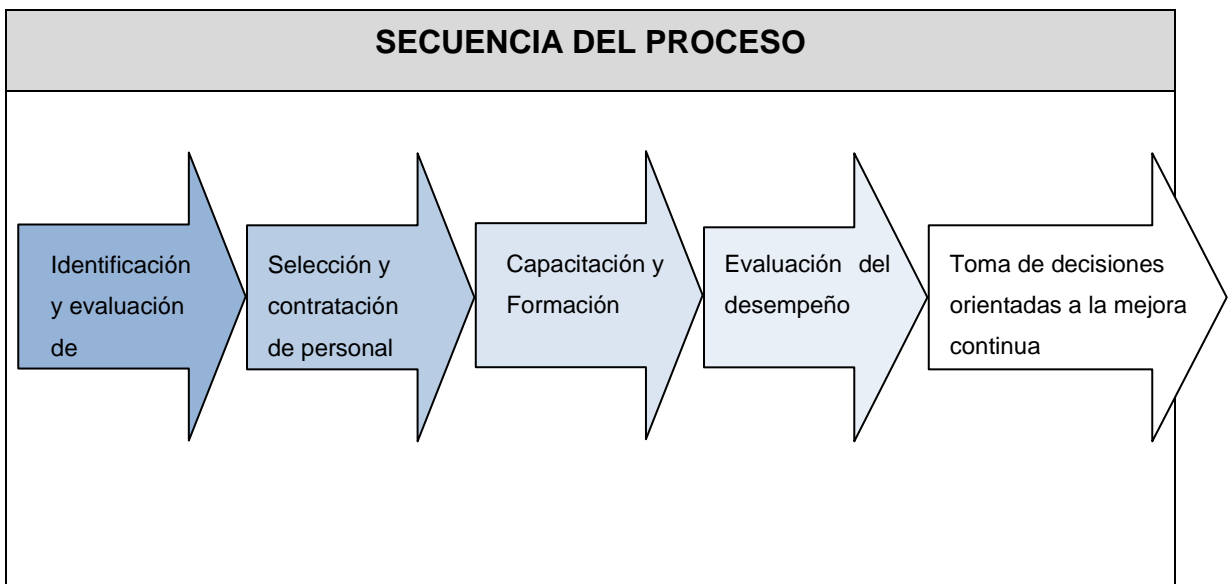 SECUENCIA DEL PROCESO
Identificación
y evaluación
de
Selección y
contratación
de personal
Capacitación y
Formación
Evaluación del
desempeño
Toma de decisiones
orientadas a la mejora
continua